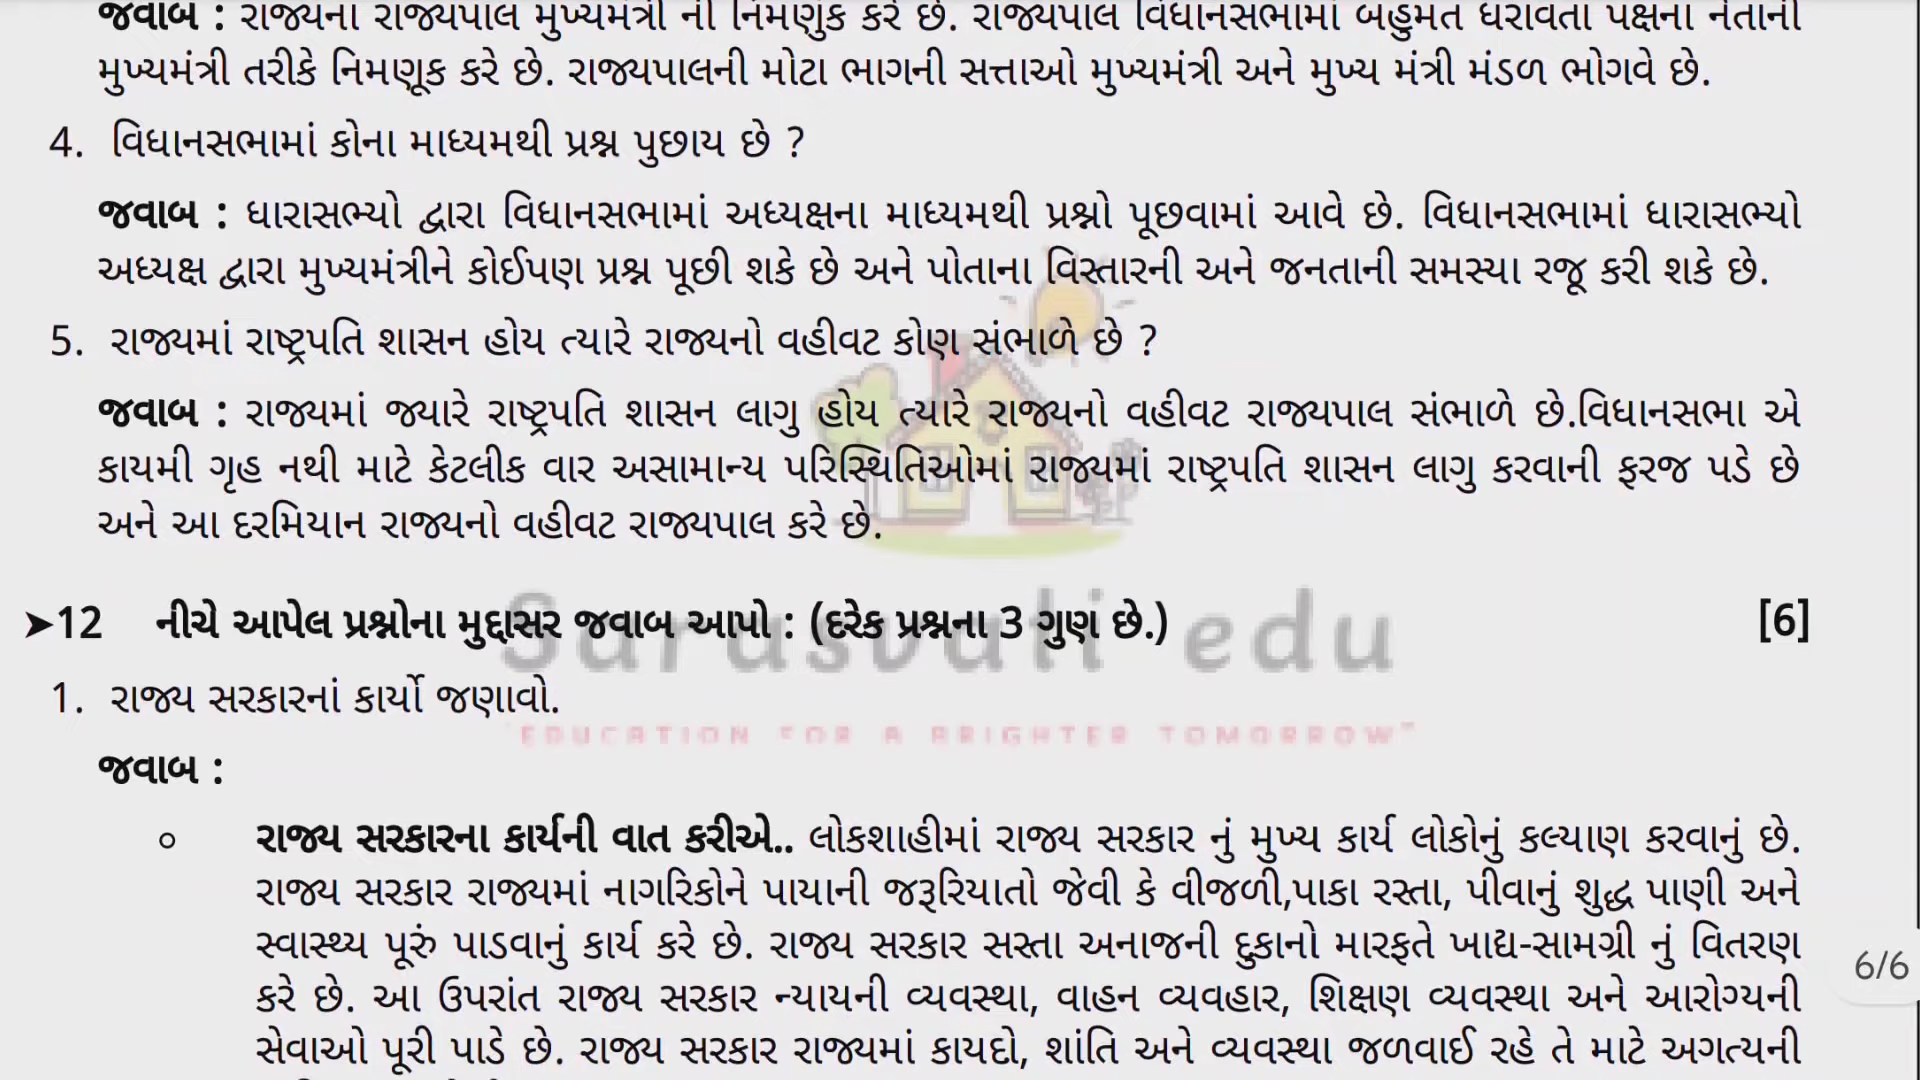 જવાબ : રાજ્યના રાજ્યપાલ મુખ્યમંત્રી ની નિમણુંક કરે છે. રાજ્યપાલ વિધાનસભામાં બહુમત ધરાવતા પક્ષના નેતાની
મુખ્યમંત્રી તરીકે નિમણૂક કરે છે. રાજ્યપાલની મોટા ભાગની સત્તાઓ મુખ્યમંત્રી અને મુખ્ય મંત્રી મંડળ ભોગવે છે.
4. વિધાનસભામાં કોના માધ્યમથી પ્રશ્ન પુછાય છે ?
જવાબ : ધારાસભ્યો દ્વારા વિધાનસભામાં અધ્યક્ષના માધ્યમથી પ્રશ્નો પૂછવામાં આવે છે. વિધાનસભામાં ધારાસભ્યો
અધ્યક્ષ દ્વારા મુખ્યમંત્રીને કોઈપણ પ્રશ્ન પૂછી શકે છે અને પોતાના વિસ્તારની અને જનતાની સમસ્યા રજૂ કરી શકે છે.
5. રાજ્યમાં રાષ્ટ્રપતિ શાસન હોય ત્યારે રાજ્યનો વહીવટ કોણ સંભાળે છે ?
જવાબ : રાજ્યમાં જ્યારે રાષ્ટ્રપતિ શાસન લાગુ હોય ત્યારે રાજ્યનો વહીવટ રાજ્યપાલ સંભાળે છે.વિધાનસભા એ
કાયમી ગૃહ નથી માટે કેટલીક વાર અસામાન્ય પરિસ્થિતિઓમાં રાજ્યમાં રાષ્ટ્રપતિ શાસન લાગુ કરવાની ફરજ પડે છે
અને આ દરમિયાન રાજ્યનો વહીવટ રાજ્યપાલ કરે છે.
➤12 નીચે આપેલ પ્રશ્નોના મુદ્દાસર જવાબ આપો : (દરેક પ્રશ્નના 3 ગુણ છે.) [6]
Sarasvati edu
1. રાજ્ય સરકારનાં કાર્યો જણાવો.
"EDUCATION FOR A BRIGHTER TOMORROW"
જવાબ :
○ રાજ્ય સરકારના કાર્યની વાત કરીએ.. લોકશાહીમાં રાજ્ય સરકાર નું મુખ્ય કાર્ય લોકોનું કલ્યાણ કરવાનું છે.
રાજ્ય સરકાર રાજ્યમાં નાગરિકોને પાયાની જરૂરિયાતો જેવી કે વીજળી,પાકા રસ્તા, પીવાનું શુદ્ધ પાણી અને
સ્વાસ્થ્ય પૂરું પાડવાનું કાર્ય કરે છે. રાજ્ય સરકાર સસ્તા અનાજની દુકાનો મારફતે ખાદ્ય-સામગ્રી નું વિતરણ
6/6
કરે છે. આ ઉપરાંત રાજ્ય સરકાર ન્યાયની વ્યવસ્થા, વાહન વ્યવહાર, શિક્ષણ વ્યવસ્થા અને આરોગ્યની
સેવાઓ પૂરી પાડે છે. રાજ્ય સરકાર રાજ્યમાં કાયદો, શાંતિ અને વ્યવસ્થા જળવાઈ રહે તે માટે અગત્યની